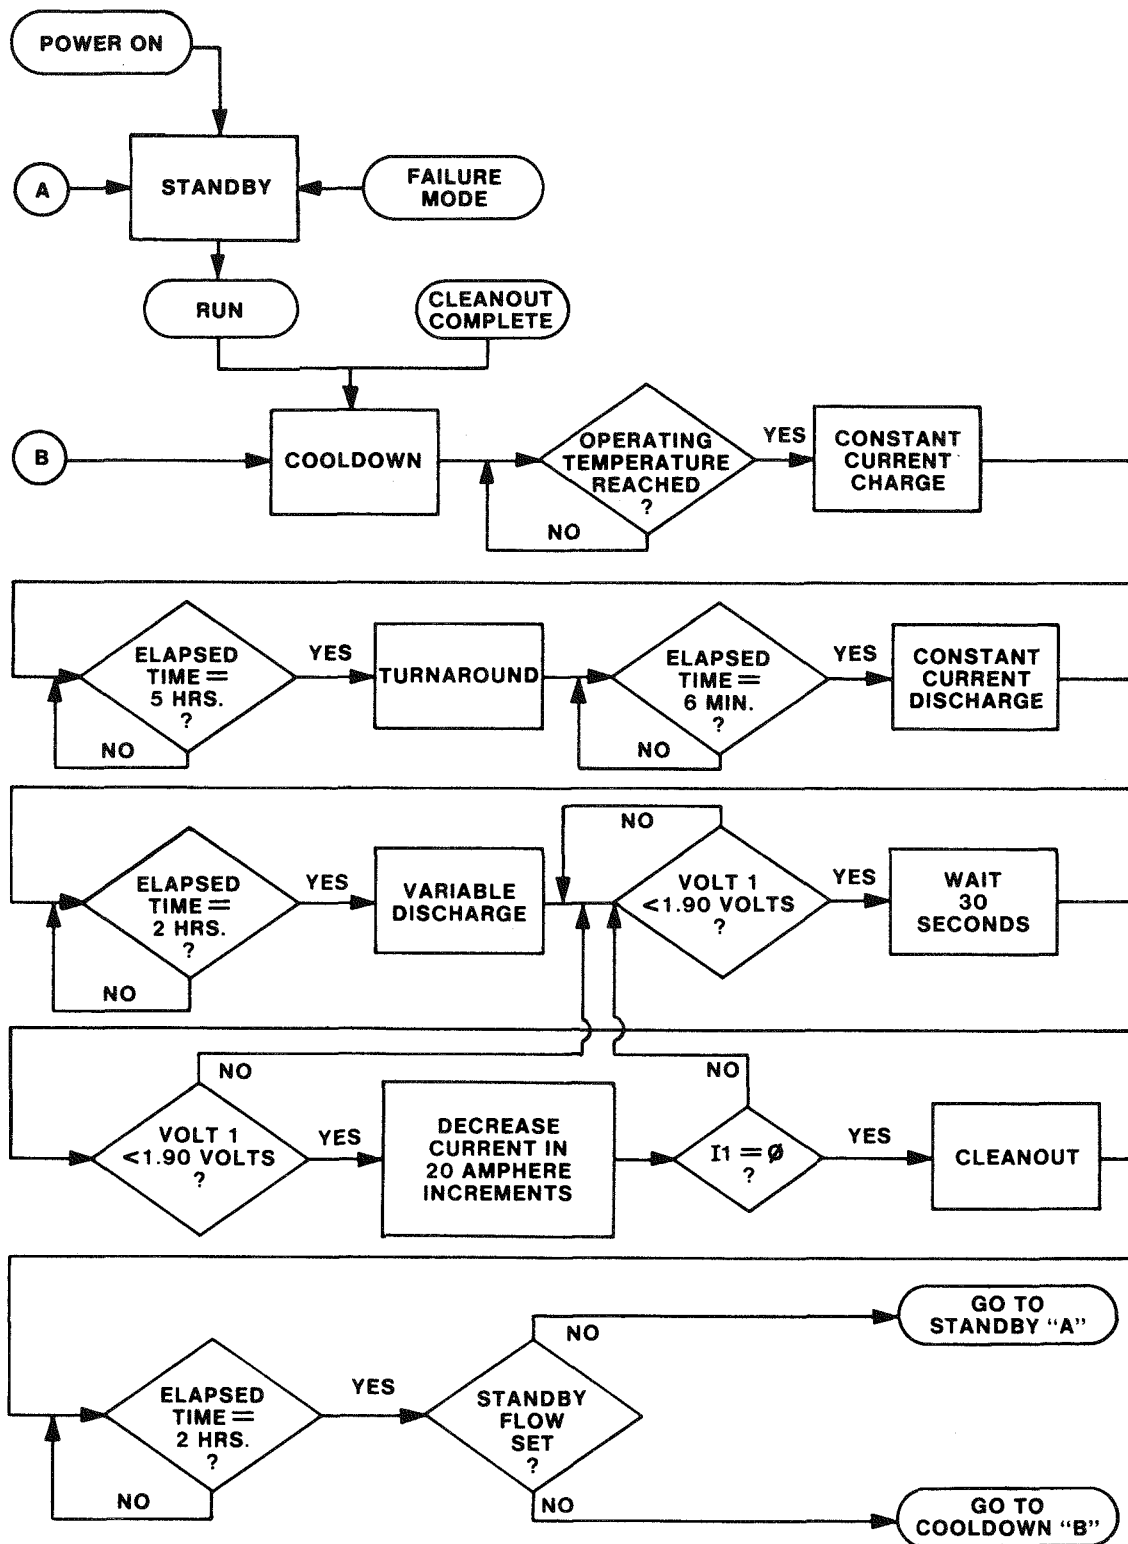 POWER ON
A
STANDBY
FAILURE
MODE
RUN
CLEANOUT
COMPLETE
B
COOLDOWN
OPERATING
TEMPERATURE
REACHED
?
YES
NO
CONSTANT
CURRENT
CHARGE
ELAPSED
TIME =
5 HRS.
?
YES
NO
TURNAROUND
ELAPSED
TIME =
6 MIN.
?
YES
NO
CONSTANT
CURRENT
DISCHARGE
ELAPSED
TIME =
2 HRS.
?
YES
NO
VARIABLE
DISCHARGE
NO
VOLT 1
<1.90 VOLTS
?
YES
WAIT
30
SECONDS
NO
VOLT 1
<1.90 VOLTS
?
YES
DECREASE
CURRENT IN
20 AMPHERE
INCREMENTS
NO
I1 = Ø
?
YES
CLEANOUT
ELAPSED
TIME =
2 HRS.
?
YES
NO
STANDBY
FLOW
SET
?
NO
GO TO
STANDBY "A"
NO
GO TO
COOLDOWN "B"